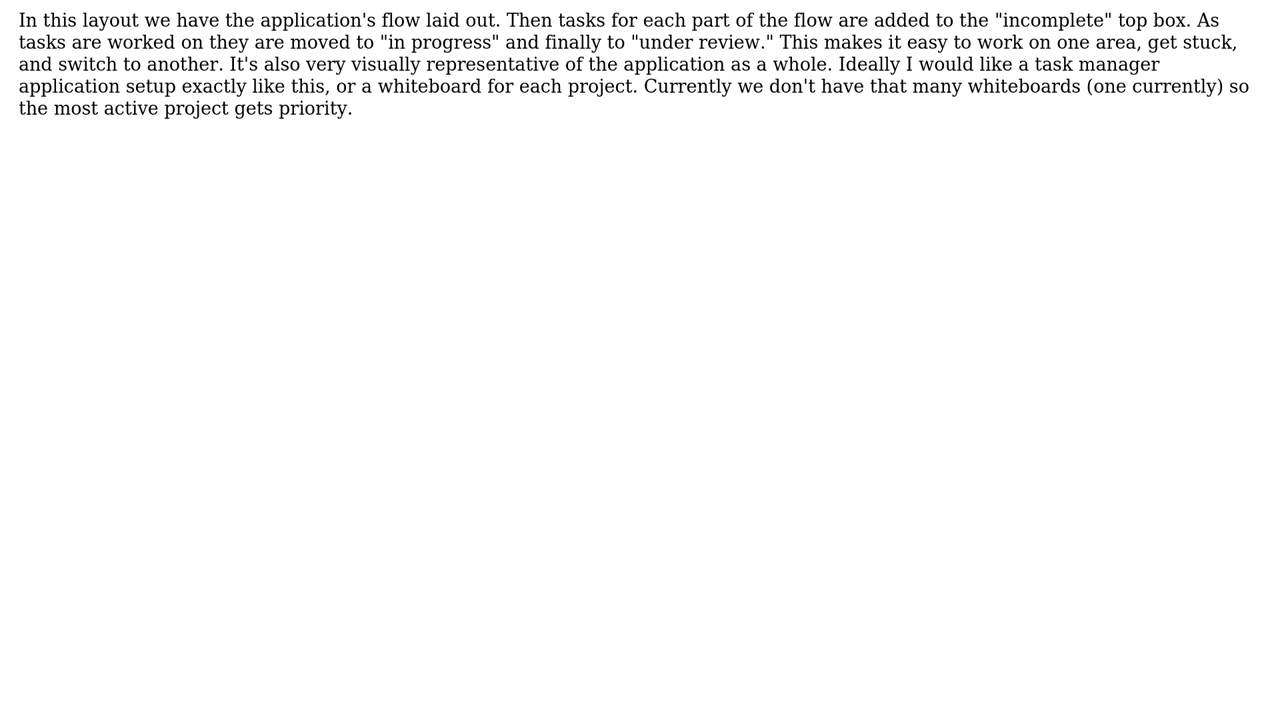 In this layout we have the application's flow laid out. Then tasks for each part of the flow are added to the "incomplete" top box. As
tasks are worked on they are moved to "in progress" and finally to "under review." This makes it easy to work on one area, get stuck,
and switch to another. It's also very visually representative of the application as a whole. Ideally I would like a task manager
application setup exactly like this, or a whiteboard for each project. Currently we don't have that many whiteboards (one currently) so
the most active project gets priority.